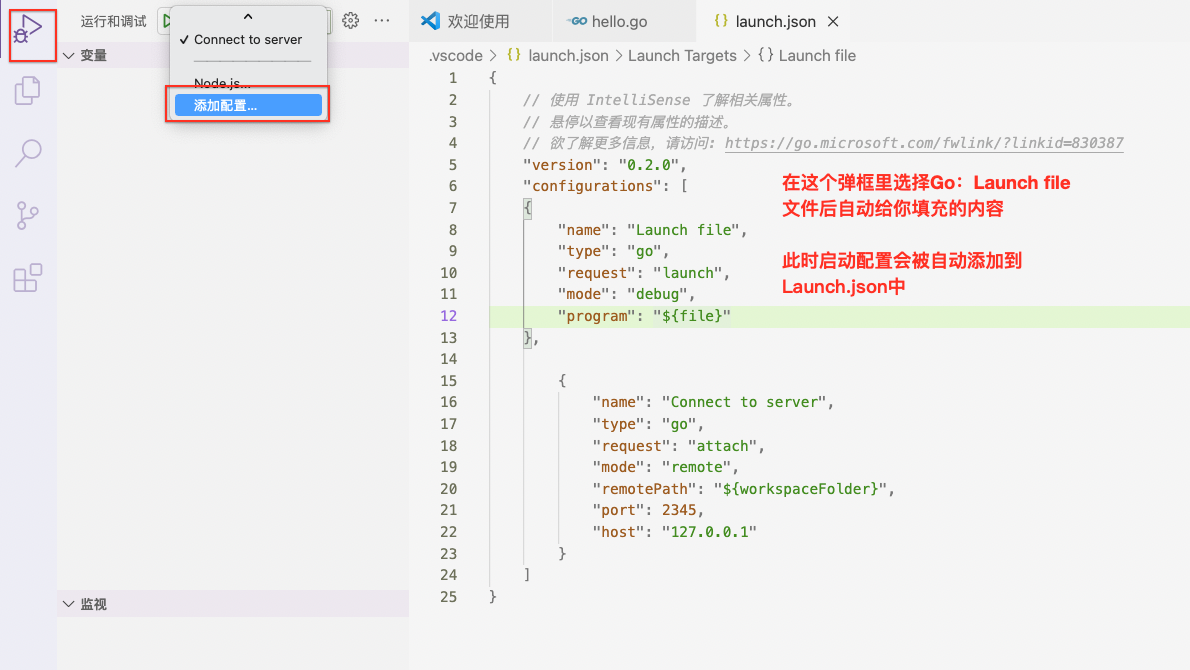 运行和调试
Connect to server
Node.js...
添加配置...
变量
监视
欢迎使用
hello.go
launch.json
.vscode > {} launch.json > Launch Targets > {} Launch file
1 {
2 // 使用 IntelliSense 了解相关属性。
3 // 悬停以查看现有属性的描述。
4 // 欲了解更多信息，请访问: https://go.microsoft.com/fwlink/?linkid=830387
5 "version": "0.2.0",
6 "configurations": [
7 {
8 "name": "Launch file",
9 "type": "go",
10 "request": "launch",
11 "mode": "debug",
12 "program": "${file}"
13 },
14
15 {
16 "name": "Connect to server",
17 "type": "go",
18 "request": "attach",
19 "mode": "remote",
20 "remotePath": "${workspaceFolder}",
21 "port": 2345,
22 "host": "127.0.0.1"
23 }
24 ]
25 }
在这个弹框里选择Go：Launch file
文件后自动给你填充的内容
此时启动配置会被自动添加到
Launch.json中